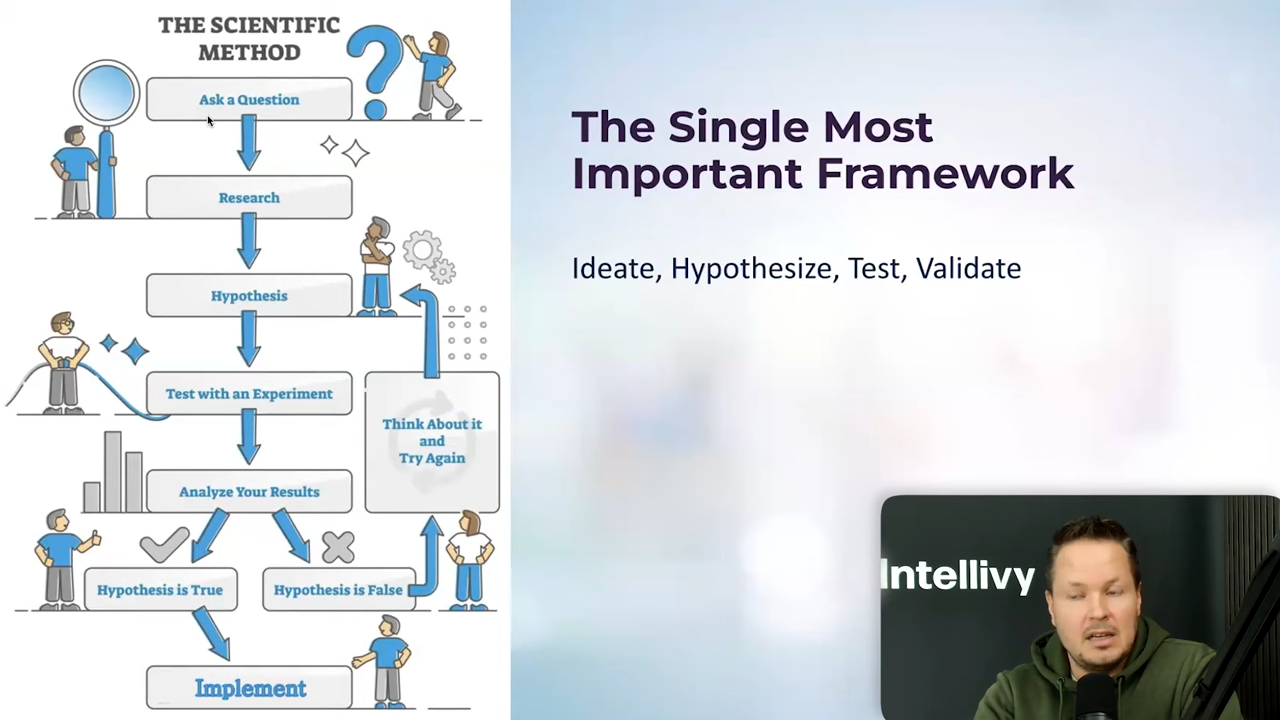 THE SCIENTIFIC
METHOD
Ask a Question
Research
Hypothesis
Test with an Experiment
Think About it
and
Try Again
Analyze Your Results
Hypothesis is True
Hypothesis is False
Implement
The Single Most
Important Framework
Ideate, Hypothesize, Test, Validate
Intellivy